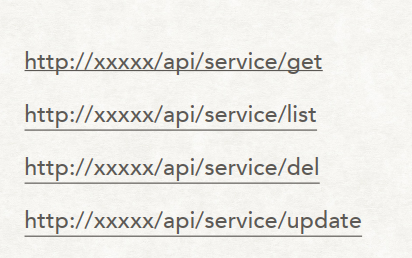 http://xxxxx/api/service/get
http://xxxxx/api/service/list
http://xxxxx/api/service/del
http://xxxxx/api/service/update